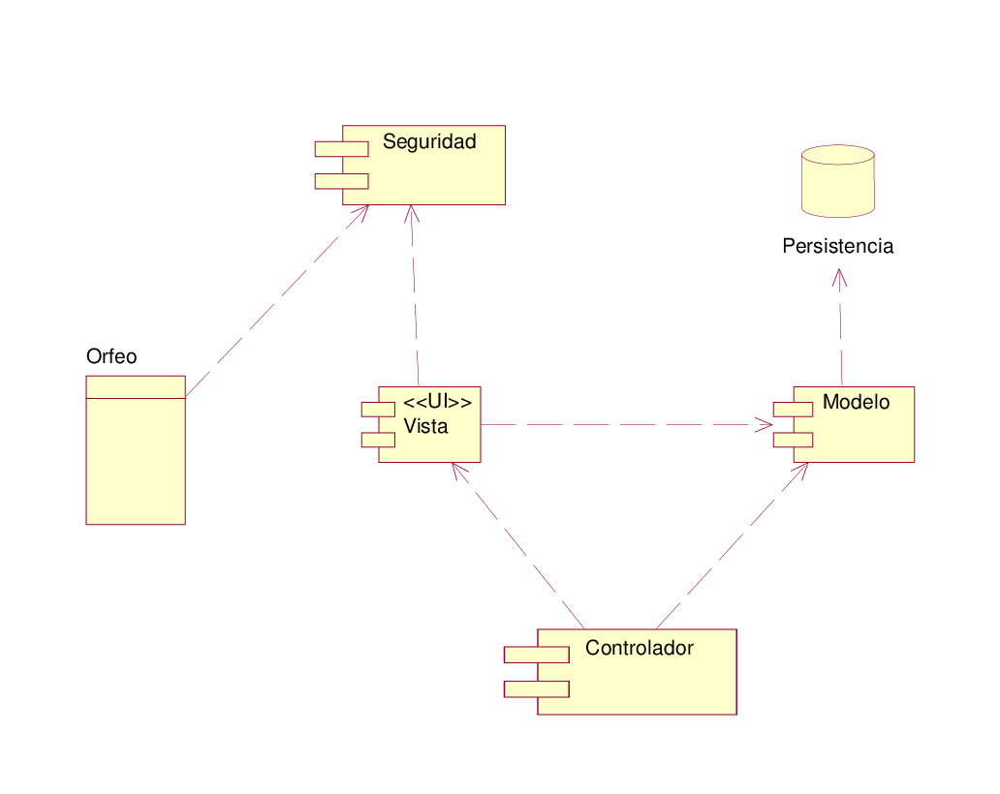 Seguridad
Persistencia
Orfeo
<<UI>>
Vista
Modelo
Controlador